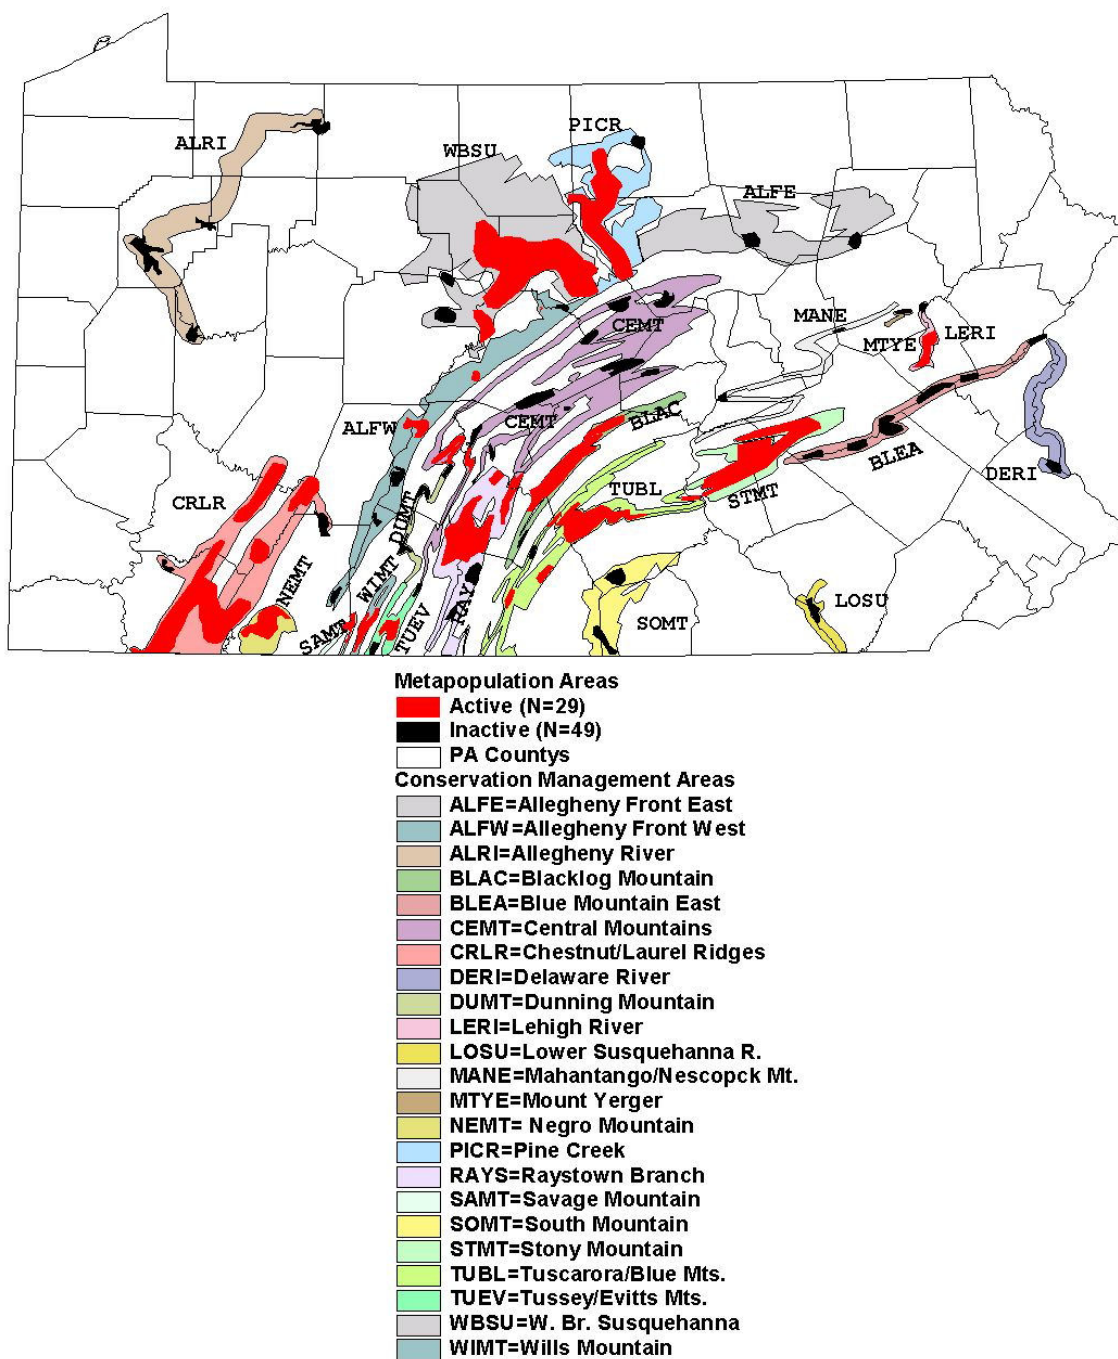 ALRI
WBSU
PICR
ALFE
MANE
CEMT
MTYE
LERI
CEMT
BLAC
ALFW
BLEA
DERI
CRLR
DUMT
TUBL
STMT
NEMT
WIMT
SAMT
TUEV
RAY
SOMT
LOSU
Metapopulation Areas
Active (N=29)
Inactive (N=49)
PA Countys
Conservation Management Areas
ALFE=Allegheny Front East
ALFW=Allegheny Front West
ALRI=Allegheny River
BLAC=Blacklog Mountain
BLEA=Blue Mountain East
CEMT=Central Mountains
CRLR=Chestnut/Laurel Ridges
DERI=Delaware River
DUMT=Dunning Mountain
LERI=Lehigh River
LOSU=Lower Susquehanna R.
MANE=Mahantango/Nescopck Mt.
MTYE=Mount Yerger
NEMT= Negro Mountain
PICR=Pine Creek
RAYS=Raystown Branch
SAMT=Savage Mountain
SOMT=South Mountain
STMT=Stony Mountain
TUBL=Tuscarora/Blue Mts.
TUEV=Tussey/Evitts Mts.
WBSU=W. Br. Susquehanna
WIMT=Wills Mountain